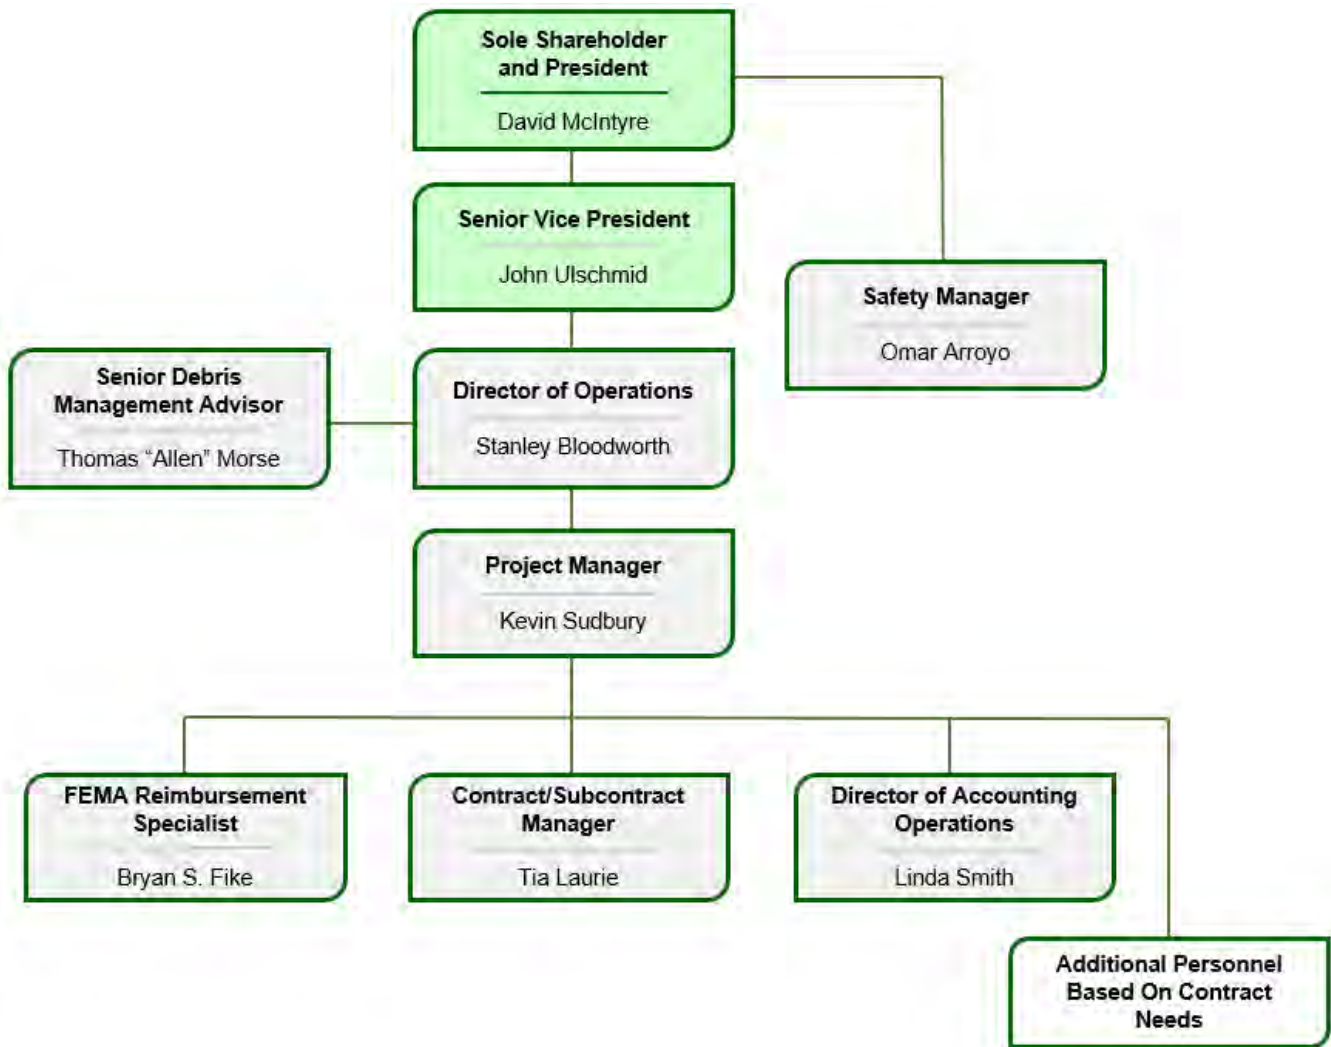 Sole Shareholder
and President
David McIntyre
Senior Vice President
John Ulschmid
Safety Manager
Omar Arroyo
Senior Debris
Management Advisor
Thomas “Allen” Morse
Director of Operations
Stanley Bloodworth
Project Manager
Kevin Sudbury
FEMA Reimbursement
Specialist
Bryan S. Fike
Contract/Subcontract
Manager
Tia Laurie
Director of Accounting
Operations
Linda Smith
Additional Personnel
Based On Contract
Needs